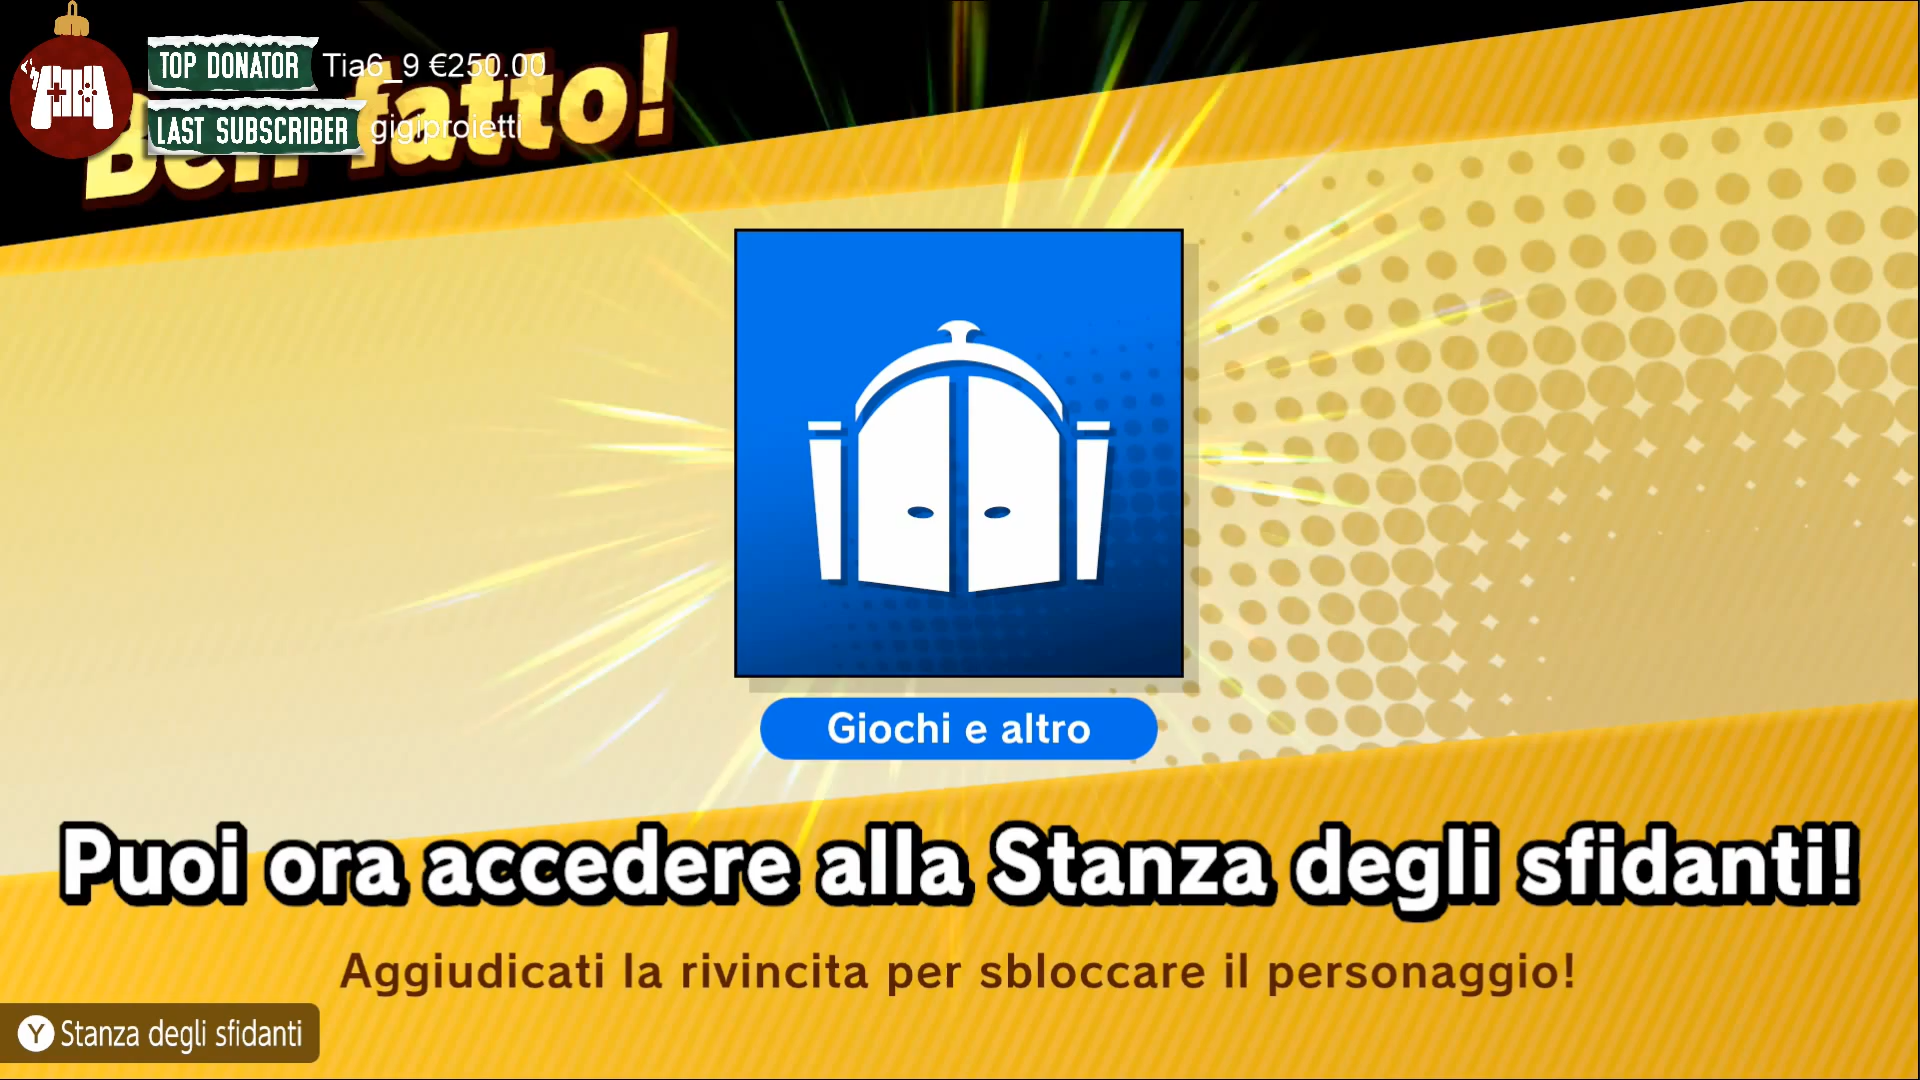 TOP DONATOR Tia6_9 €250.00
Ben fatto!
LAST SUBSCRIBER gigiproietti
Giochi e altro
Puoi ora accedere alla Stanza degli sfidanti!
Aggiudicati la rivincita per sbloccare il personaggio!
Y Stanza degli sfidanti